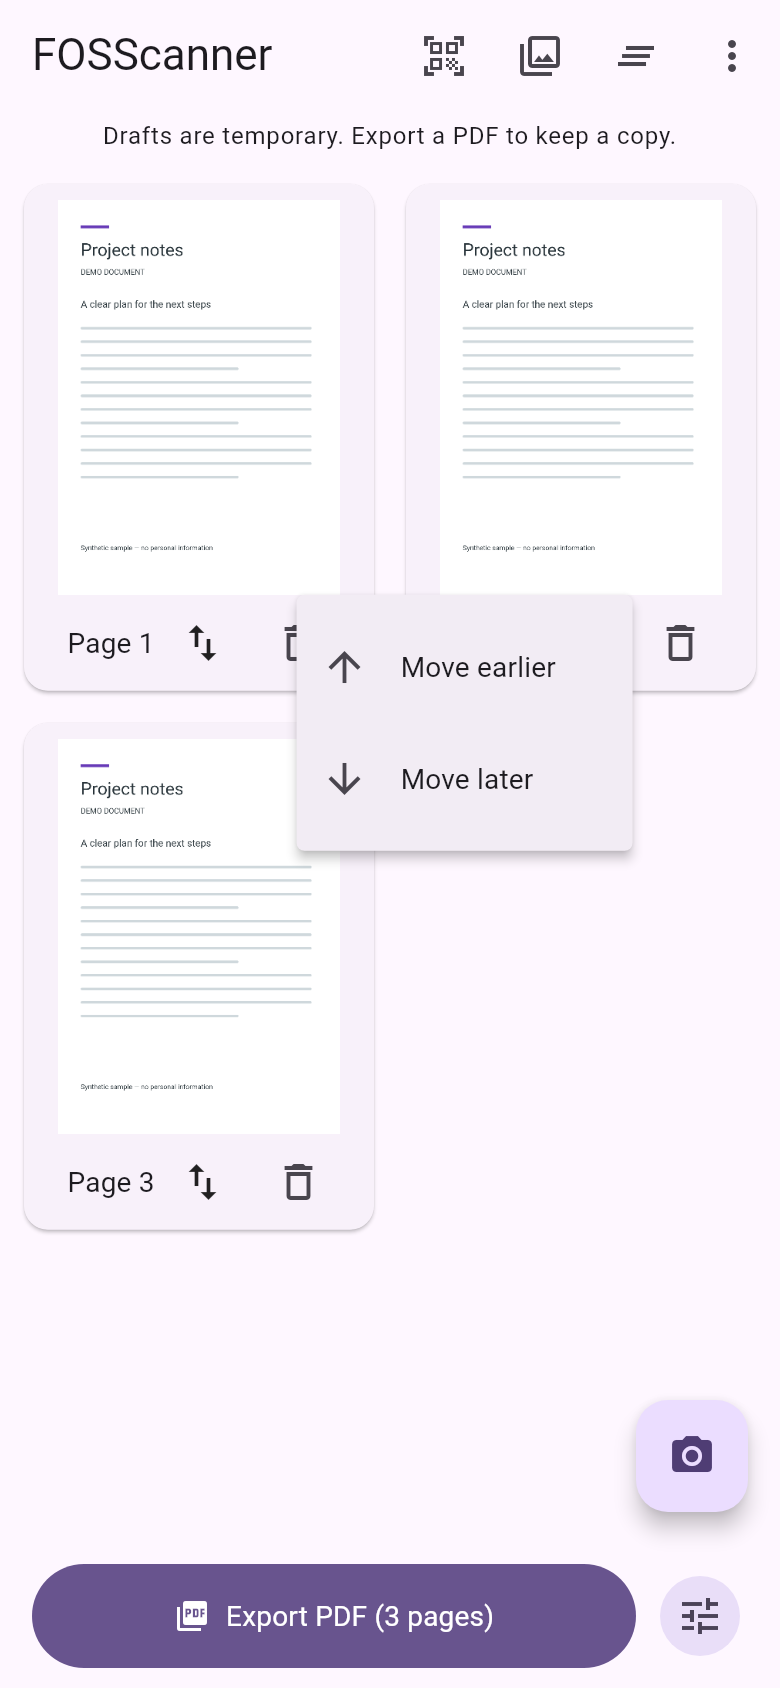 FOSScanner
Drafts are temporary. Export a PDF to keep a copy.
Project notes
DEMO DOCUMENT
A clear plan for the next steps
Synthetic sample — no personal information
Page 1
Project notes
DEMO DOCUMENT
A clear plan for the next steps
Synthetic sample — no personal information
Move earlier
Move later
Project notes
DEMO DOCUMENT
A clear plan for the next steps
Synthetic sample — no personal information
Page 3
PDF
Export PDF (3 pages)